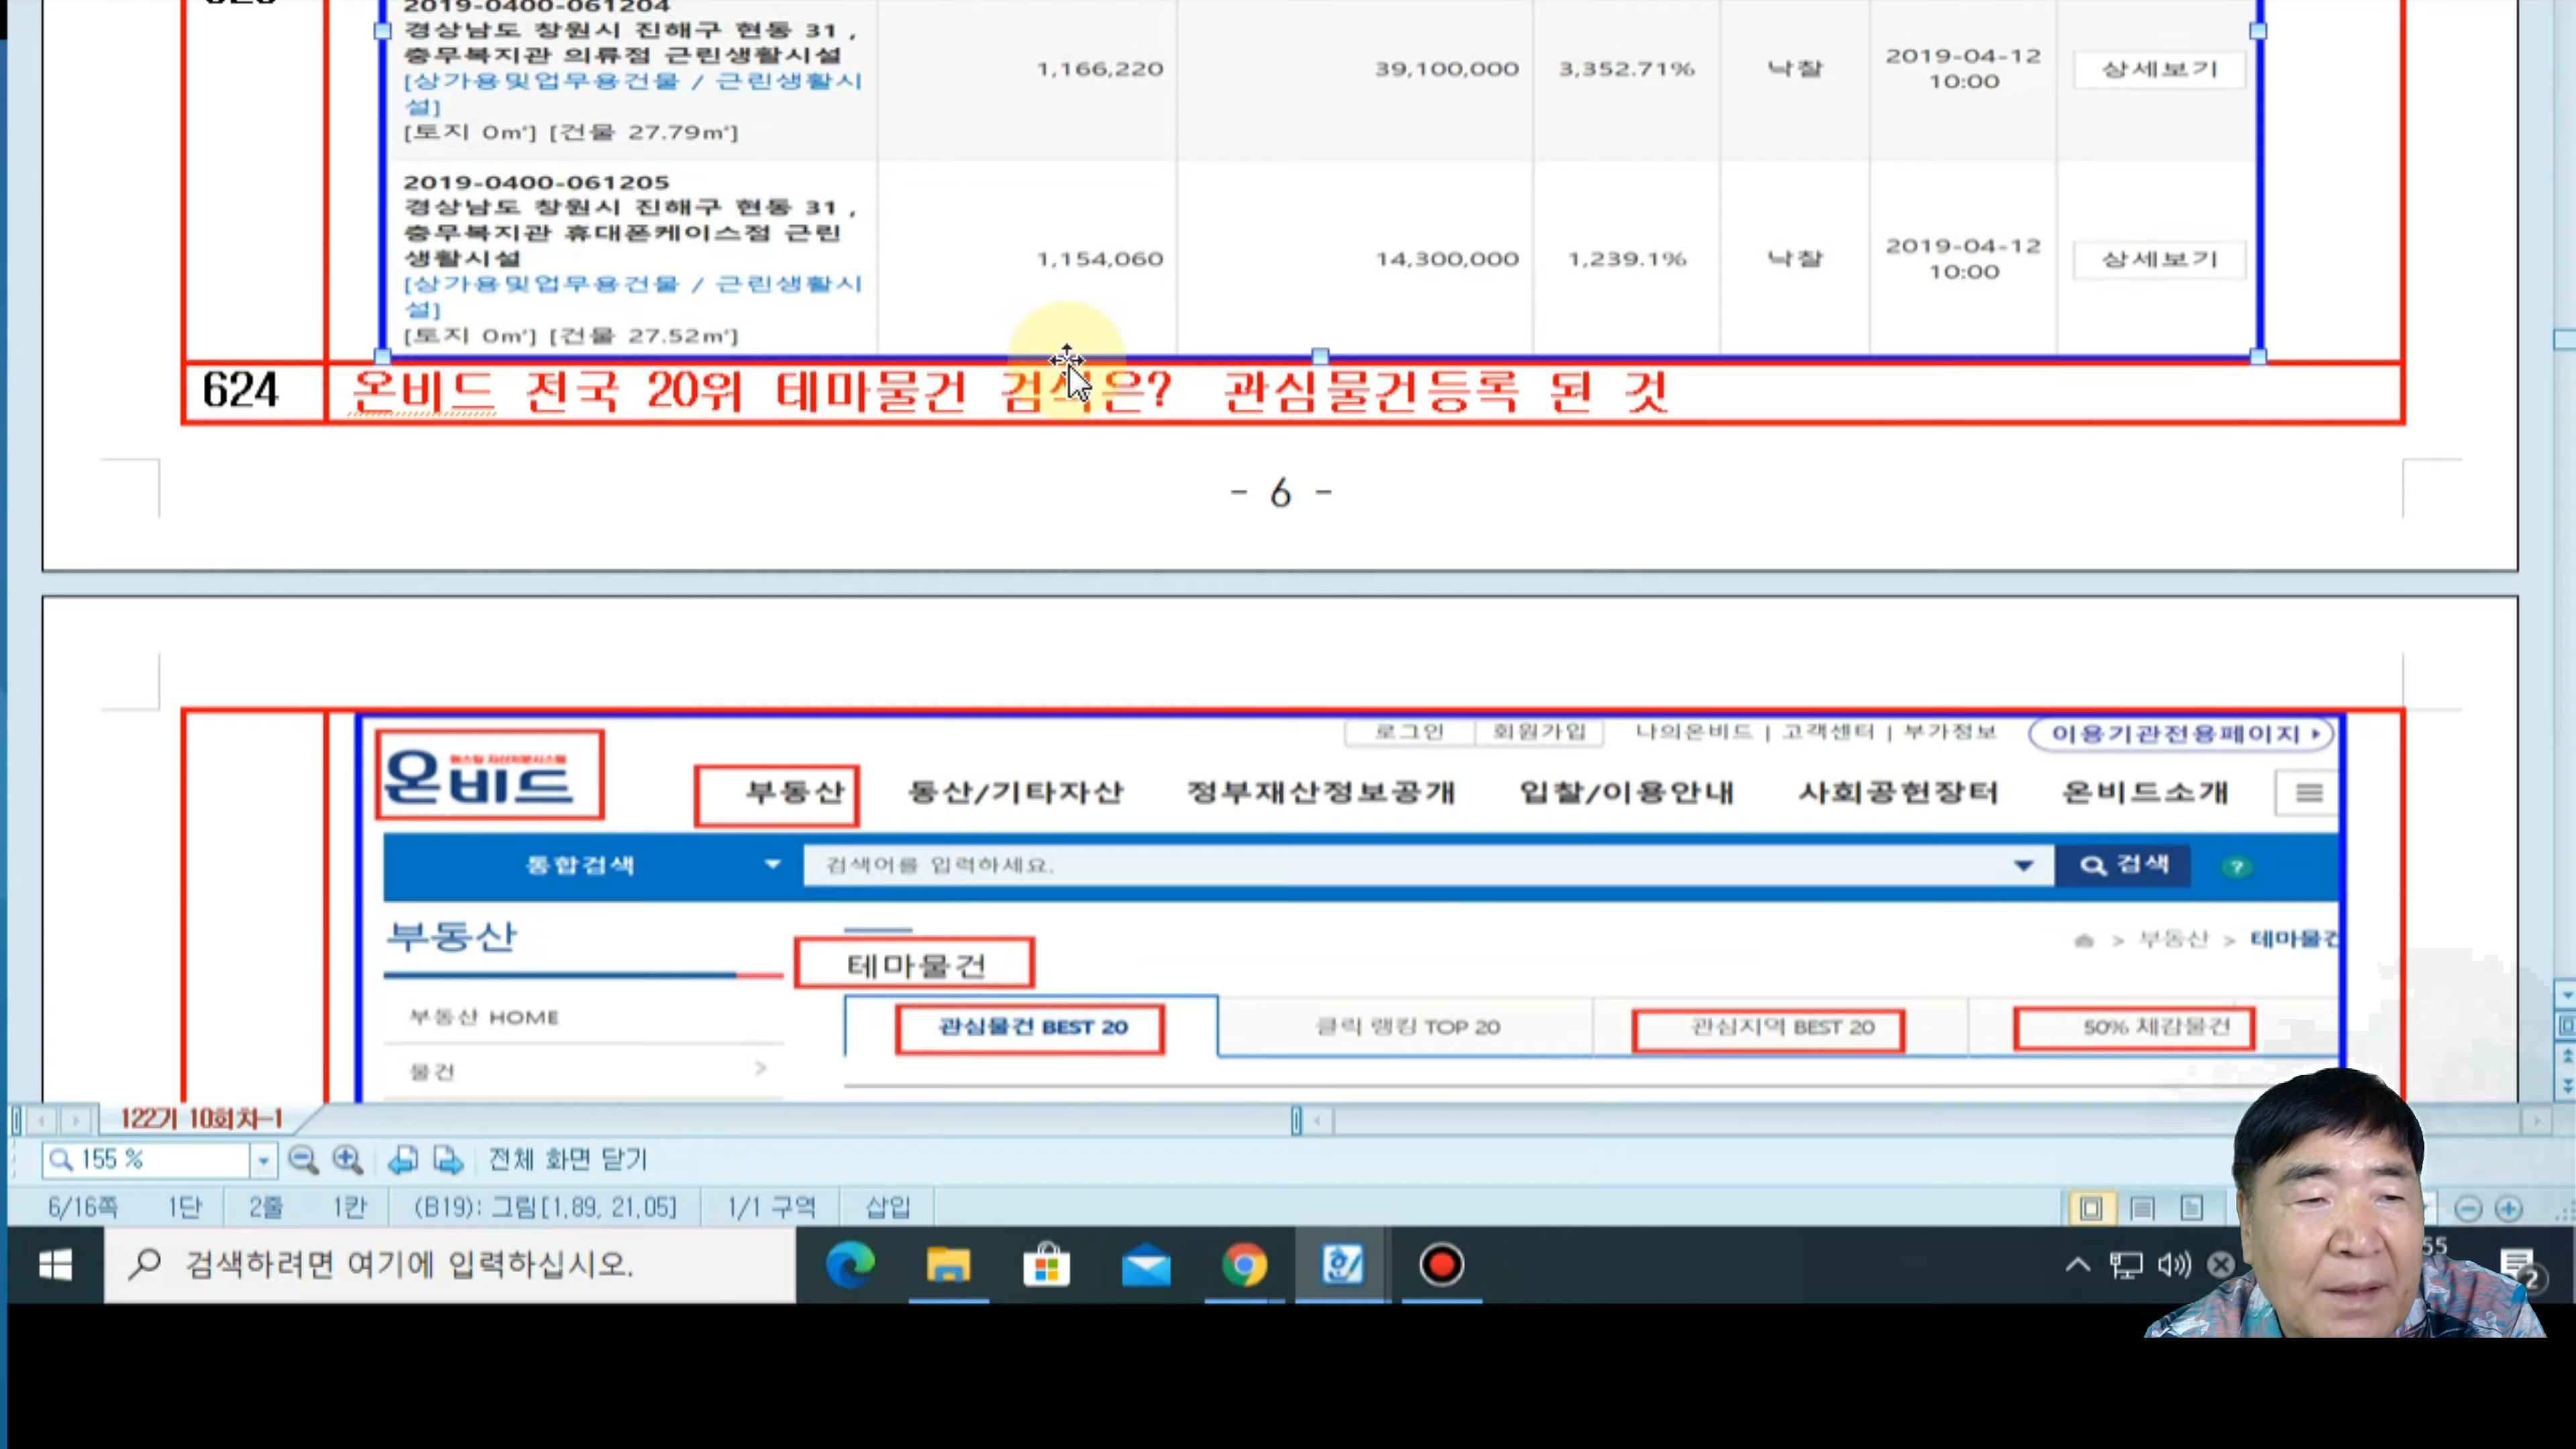 2019-0400-061204
경상남도 창원시 진해구 현동 31 ,
충무복지관 의류점 근린생활시설
[상가용및업무용건물 / 근린생활시
설]
[토지 0㎡] [건물 27.79㎡]
1,166,220
39,100,000
3,352.71%
낙찰
2019-04-12
10:00
상세보기
2019-0400-061205
경상남도 창원시 진해구 현동 31 ,
충무복지관 휴대폰케이스점 근린
생활시설
[상가용및업무용건물 / 근린생활시
설]
[토지 0㎡] [건물 27.52㎡]
1,154,060
14,300,000
1,239.1%
낙찰
2019-04-12
10:00
상세보기
624 온비드 전국 20위 테마물건 검색은? 관심물건등록 된 것
- 6 -
로그인 회원가입 나의온비드 | 고객센터 | 부가정보 이용기관전용페이지
온비드
부동산 동산/기타자산 정부재산정보공개 입찰/이용안내 사회공헌장터 온비드소개
통합검색 검색어를 입력하세요. 검색 ?
부동산
> 부동산 > 테마물건
테마물건
부동산 HOME
관심물건 BEST 20 클릭 랭킹 TOP 20 관심지역 BEST 20 50% 체감물건
물건 >
122기 10회차-1
155 %
전체 화면 닫기
6/16쪽 1단 2줄 1칸 (B19): 그림[1.89, 21.05] 1/1 구역 삽입
검색하려면 여기에 입력하십시오.
한
55
2